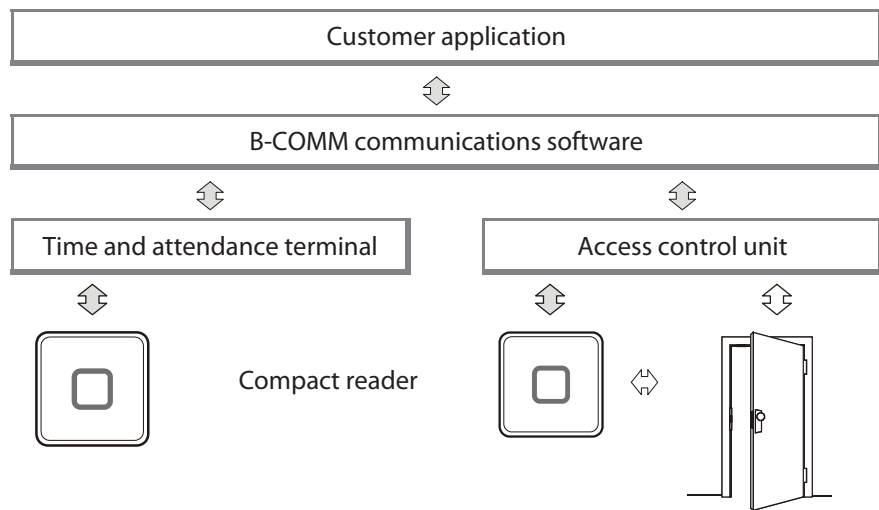 Customer application
B-COMM communications software
Time and attendance terminal
Access control unit
Compact reader